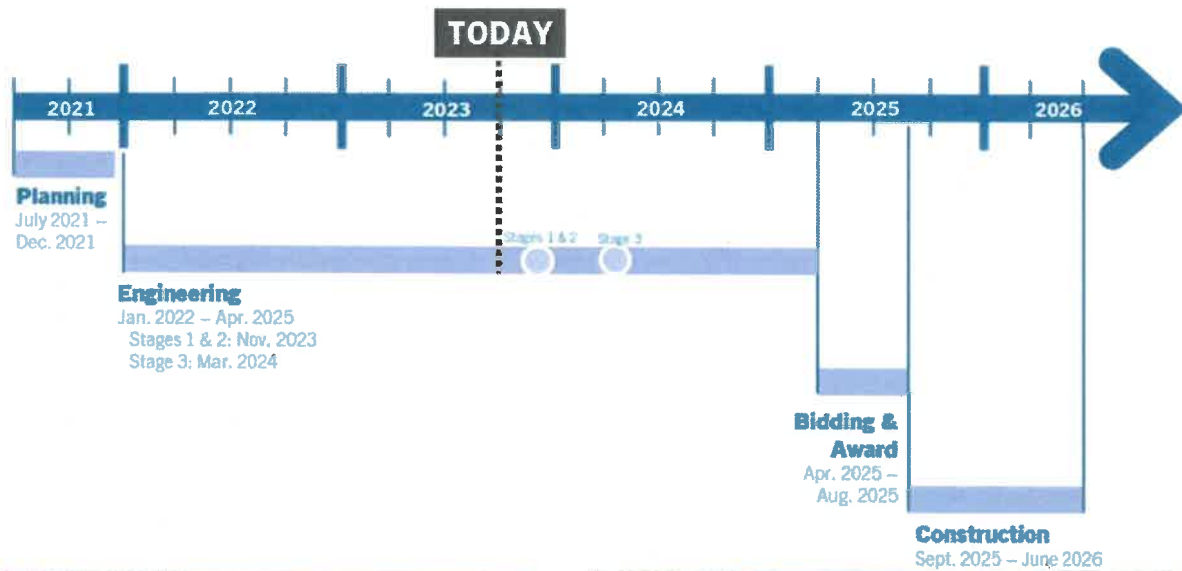 TODAY
2021
2022
2023
2024
2025
2026
Planning
July 2021 –
Dec. 2021
Stages 1 & 2
Stage 3
Engineering
Jan. 2022 – Apr. 2025
Stages 1 & 2: Nov. 2023
Stage 3: Mar. 2024
Bidding &
Award
Apr. 2025 –
Aug. 2025
Construction
Sept. 2025 – June 2026